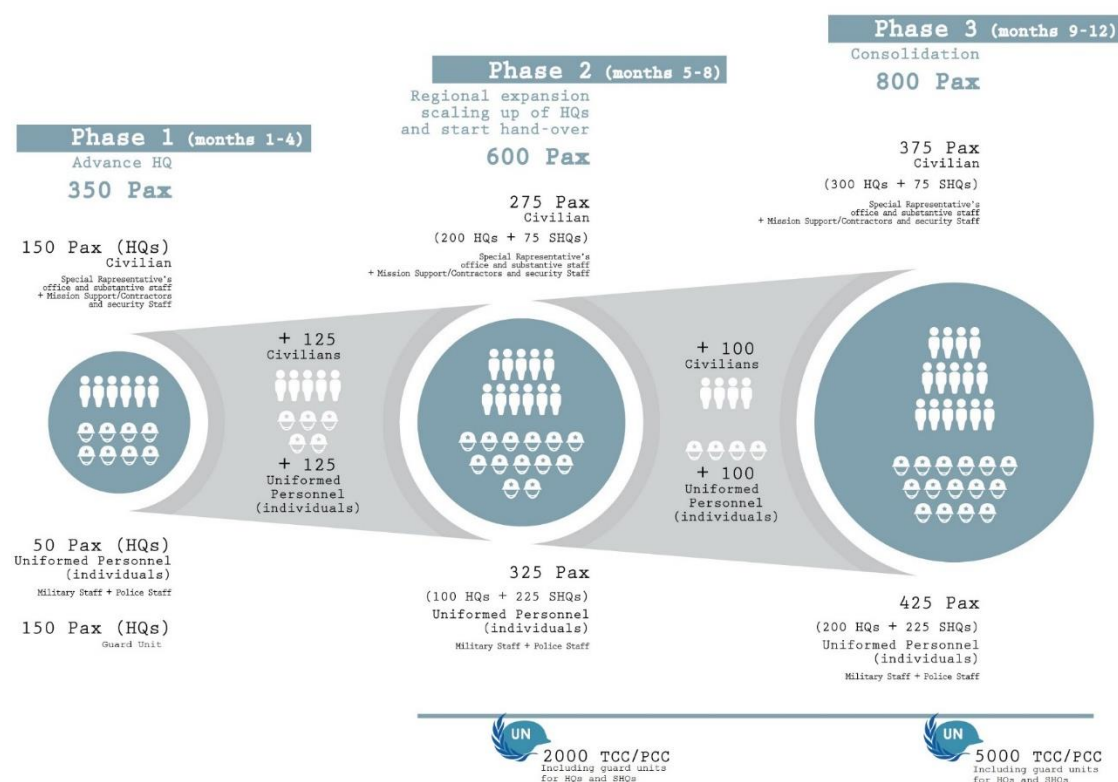 Phase 1 (months 1-4)
Advance HQ
350 Pax
150 Pax (HQs)
Civilian
Special Rapresentative's
office and substantive staff
+ Mission Support/Contractors
and security Staff
50 Pax (HQs)
Uniformed Personnel
(individuals)
Military Staff + Police Staff
150 Pax (HQs)
Guard Unit
+ 125
Civilians
+ 125
Uniformed
Personnel
(individuals)
Phase 2 (months 5-8)
Regional expansion
scaling up of HQs
and start hand-over
600 Pax
275 Pax
Civilian
(200 HQs + 75 SHQs)
Special Rapresentative's
office and substantive staff
+ Mission Support/Contractors and security Staff
325 Pax
(100 HQs + 225 SHQs)
Uniformed Personnel
(individuals)
Military Staff + Police Staff
UN
2000 TCC/PCC
Including guard units
for HQs and SHQs
+ 100
Civilians
+ 100
Uniformed
Personnel
(individuals)
Phase 3 (months 9-12)
Consolidation
800 Pax
375 Pax
Civilian
(300 HQs + 75 SHQs)
Special Rapresentative's
office and substantive staff
+ Mission Support/Contractors and security Staff
425 Pax
(200 HQs + 225 SHQs)
Uniformed Personnel
(individuals)
Military Staff + Police Staff
UN
5000 TCC/PCC
Including guard units
for HQs and SHQs